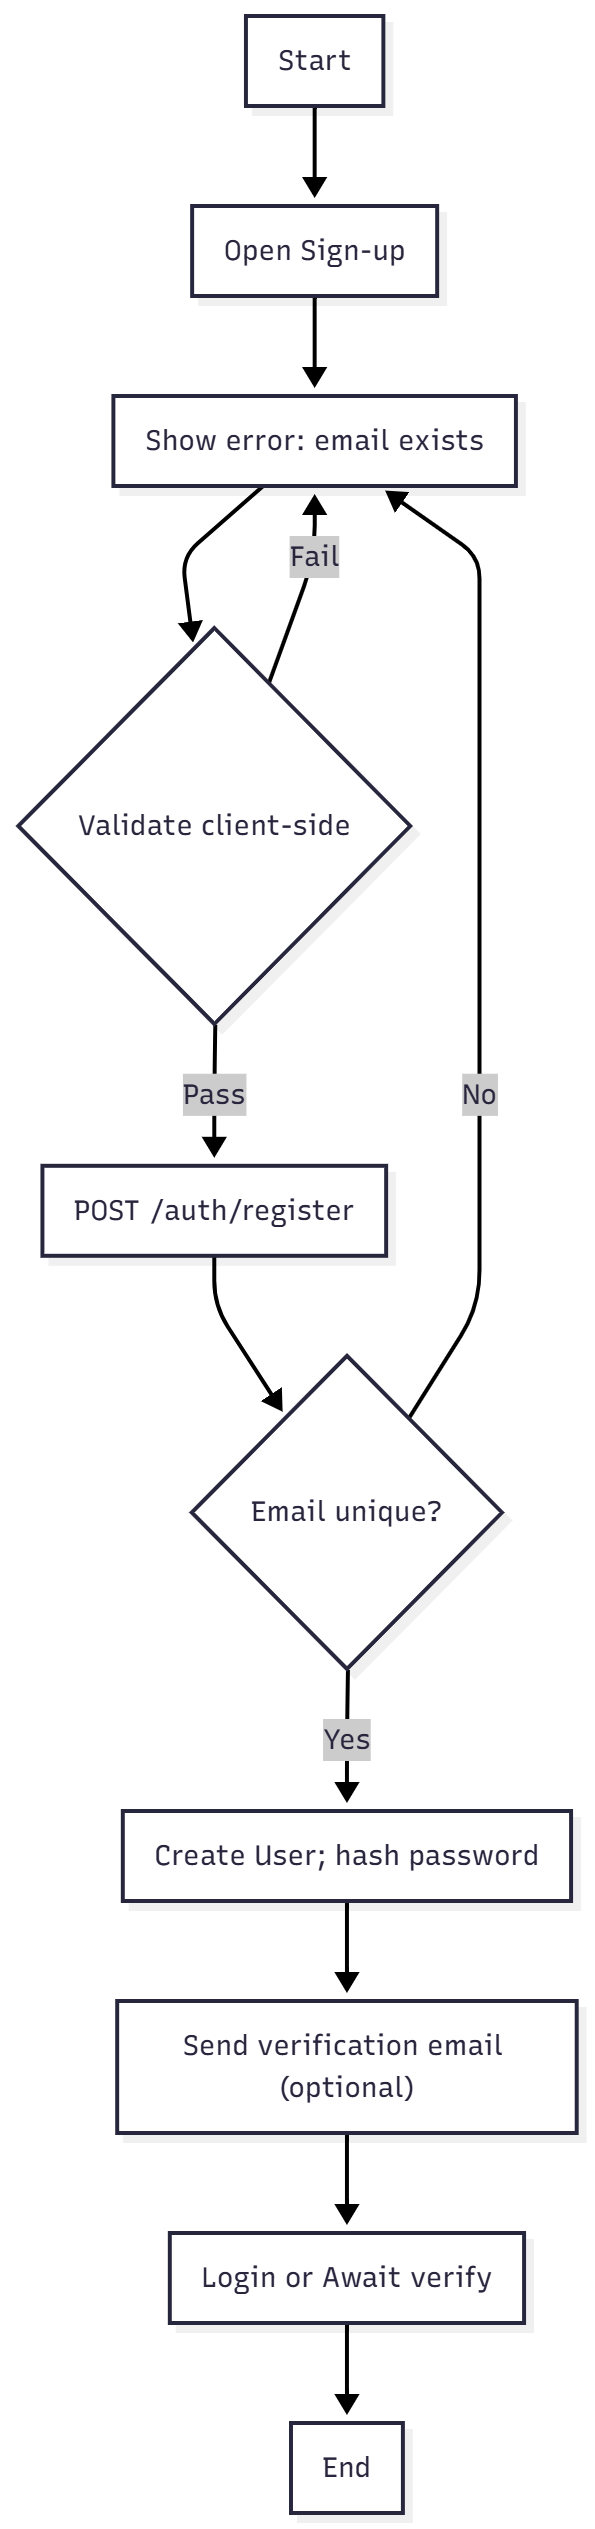 Start
Open Sign-up
Show error: email exists
Fail
Validate client-side
Pass
No
POST /auth/register
Email unique?
Yes
Create User; hash password
Send verification email
(optional)
Login or Await verify
End